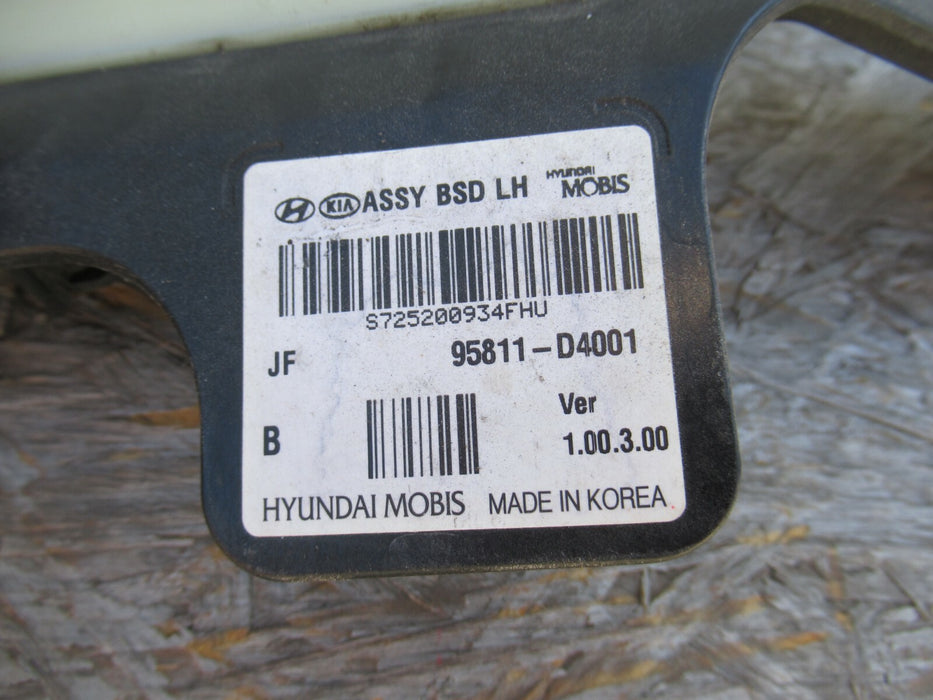 KIA ASSY BSD LH HYUNDAI MOBIS
S725200934FHU
JF 95811-D4001
Ver
B 1.00.3.00
HYUNDAI MOBIS MADE IN KOREA